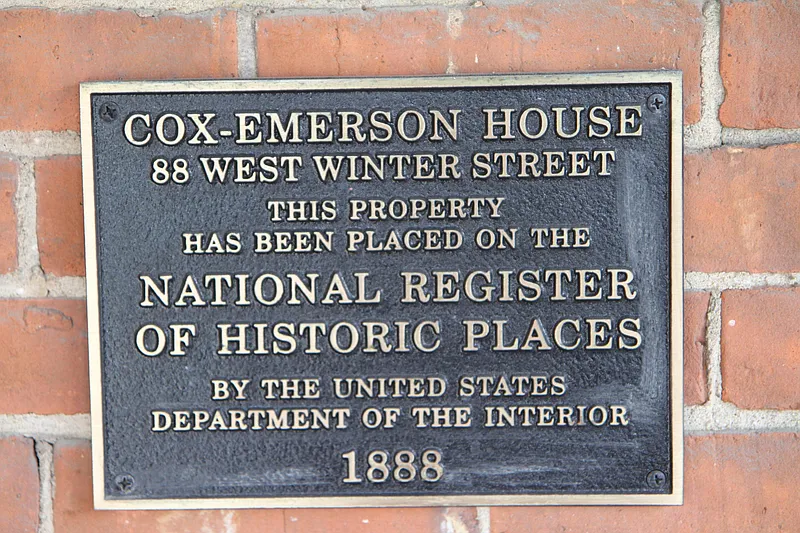 COX-EMERSON HOUSE
88 WEST WINTER STREET
THIS PROPERTY
HAS BEEN PLACED ON THE
NATIONAL REGISTER
OF HISTORIC PLACES
BY THE UNITED STATES
DEPARTMENT OF THE INTERIOR
1888